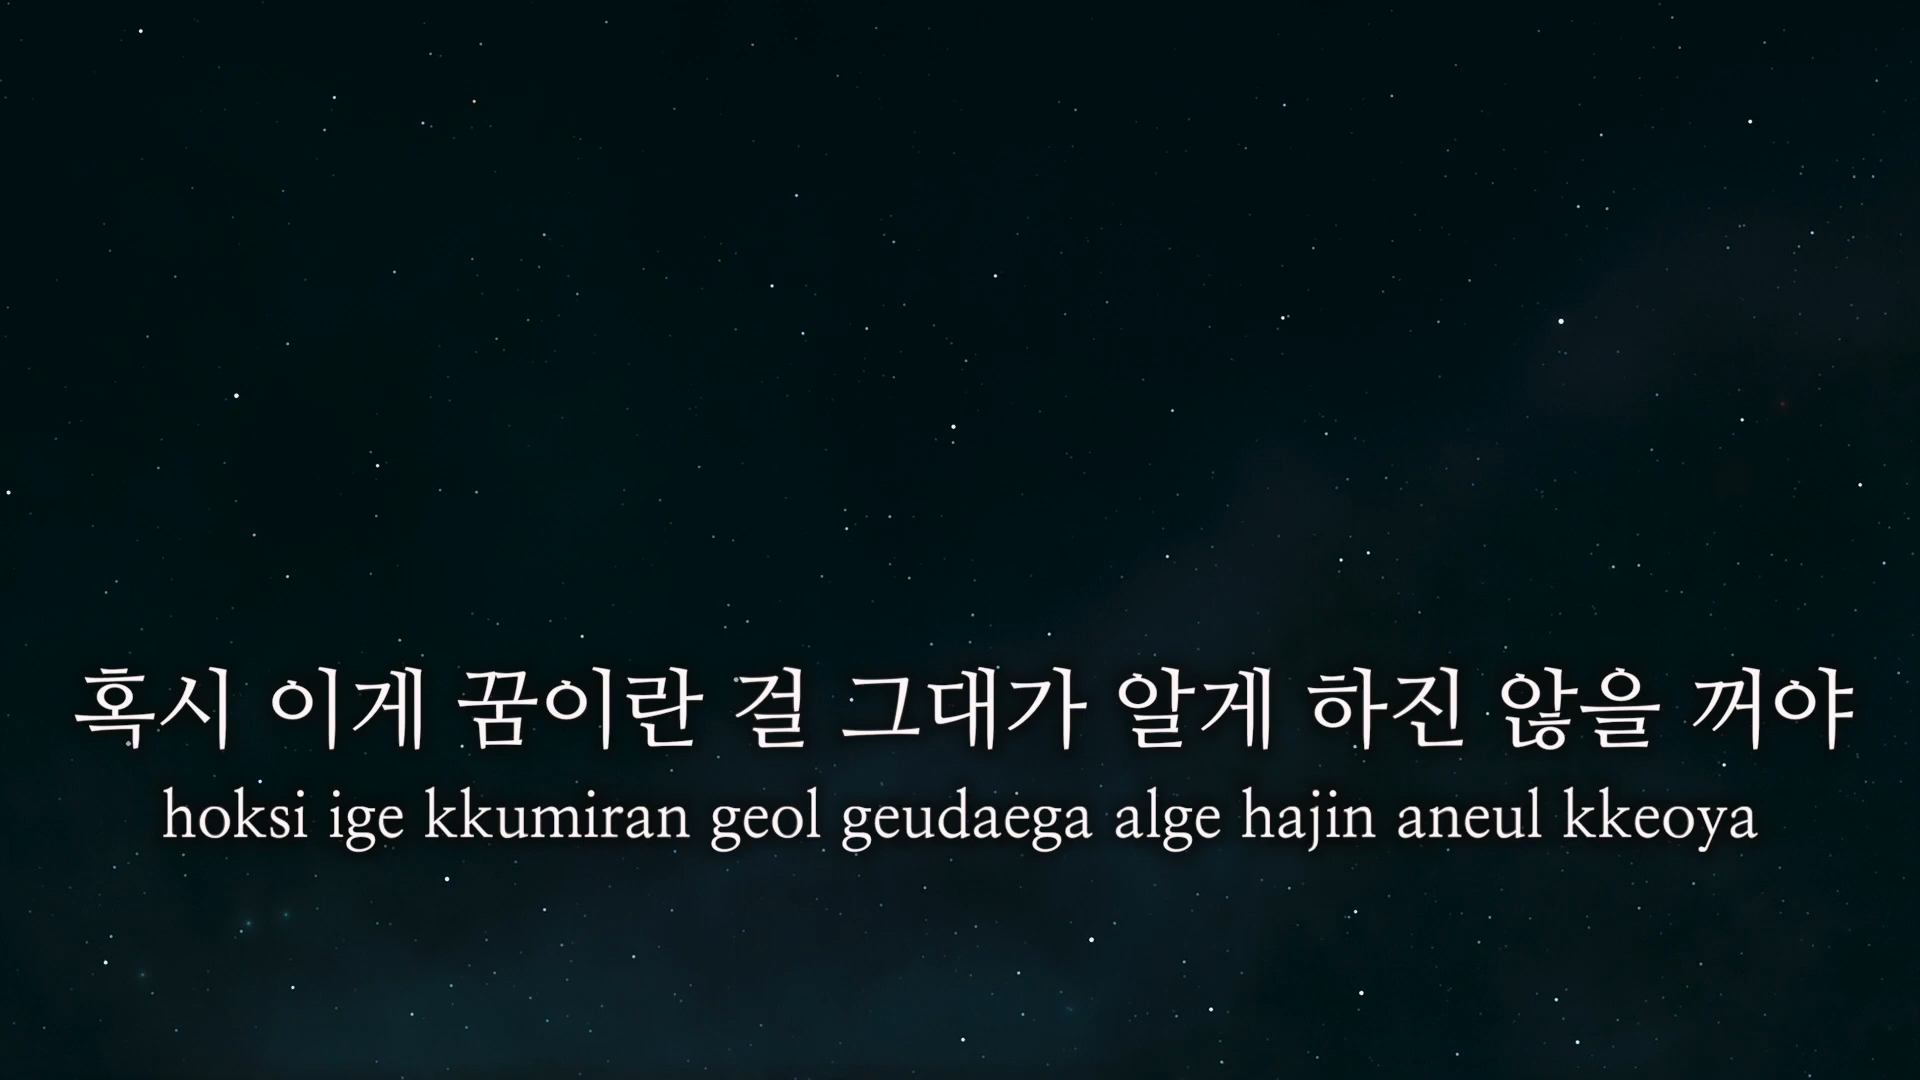 혹시 이게 꿈이란 걸 그대가 알게 하진 않을 꺼야
hoksi ige kkumiran geol geudaega alge hajin aneul kkeoya